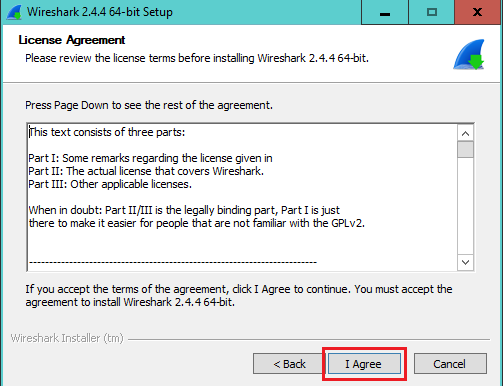 Wireshark 2.4.4 64-bit Setup
License Agreement
Please review the license terms before installing Wireshark 2.4.4 64-bit.
Press Page Down to see the rest of the agreement.
This text consists of three parts:
Part I: Some remarks regarding the license given in
Part II: The actual license that covers Wireshark.
Part III: Other applicable licenses.
When in doubt: Part II/III is the legally binding part, Part I is just
there to make it easier for people that are not familiar with the GPLv2.
------------------------------------------------------------------------
If you accept the terms of the agreement, click I Agree to continue. You must accept the
agreement to install Wireshark 2.4.4 64-bit.
Wireshark Installer (tm)
< Back I Agree Cancel